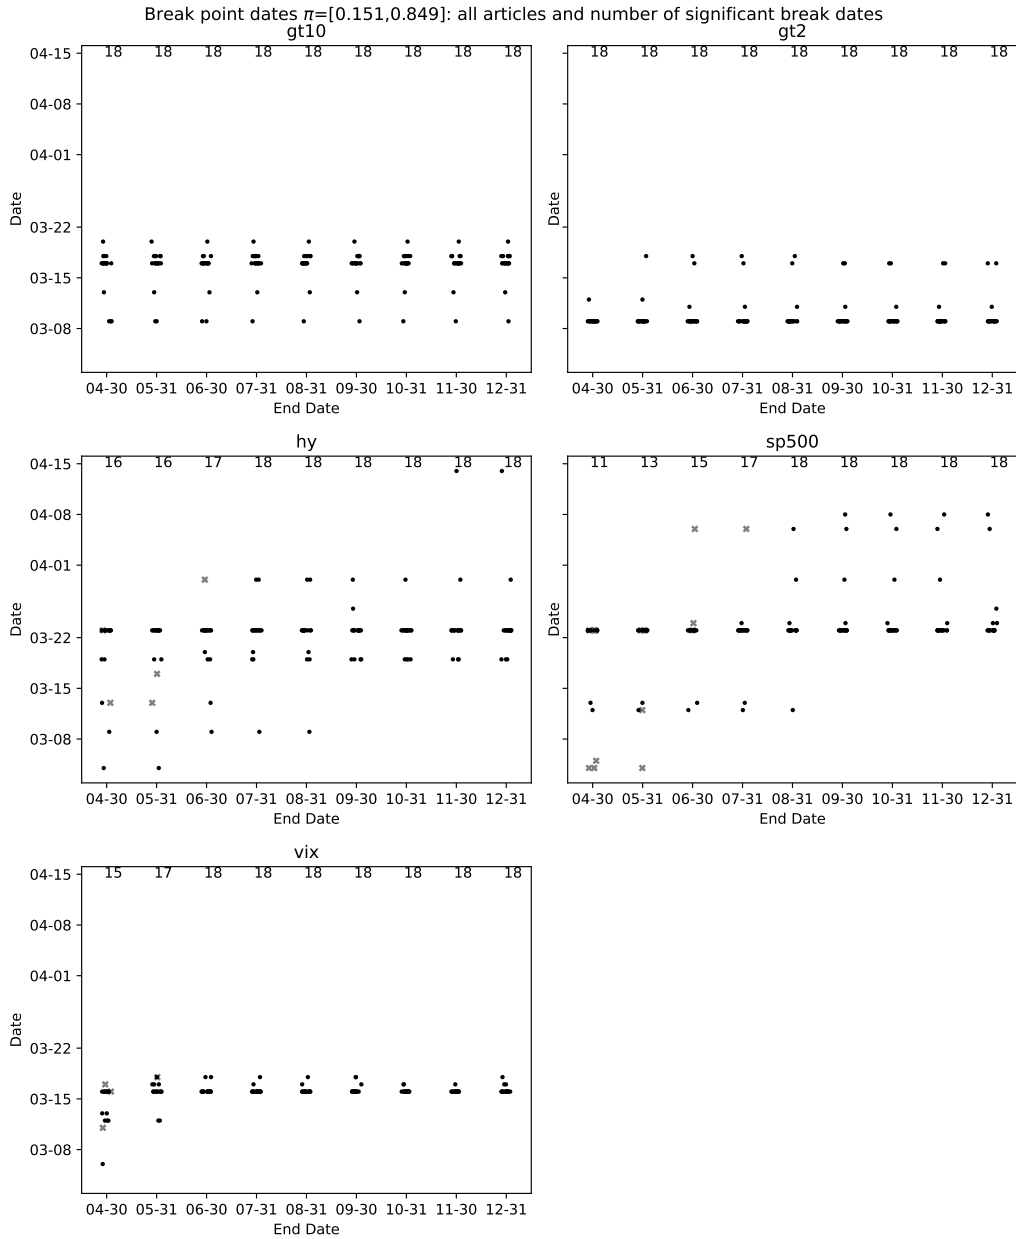 Break point dates π=[0.151,0.849]: all articles and number of significant break dates
gt10
18 18 18 18 18 18 18 18 18
04-15
04-08
04-01
03-22
03-15
03-08
Date
04-30 05-31 06-30 07-31 08-31 09-30 10-31 11-30 12-31
End Date
gt2
18 18 18 18 18 18 18 18 18
Date
04-30 05-31 06-30 07-31 08-31 09-30 10-31 11-30 12-31
End Date
hy
16 16 17 18 18 18 18 18 18
04-15
04-08
04-01
03-22
03-15
03-08
Date
04-30 05-31 06-30 07-31 08-31 09-30 10-31 11-30 12-31
End Date
sp500
11 13 15 17 18 18 18 18 18
Date
04-30 05-31 06-30 07-31 08-31 09-30 10-31 11-30 12-31
End Date
vix
15 17 18 18 18 18 18 18 18
04-15
04-08
04-01
03-22
03-15
03-08
Date
04-30 05-31 06-30 07-31 08-31 09-30 10-31 11-30 12-31
End Date